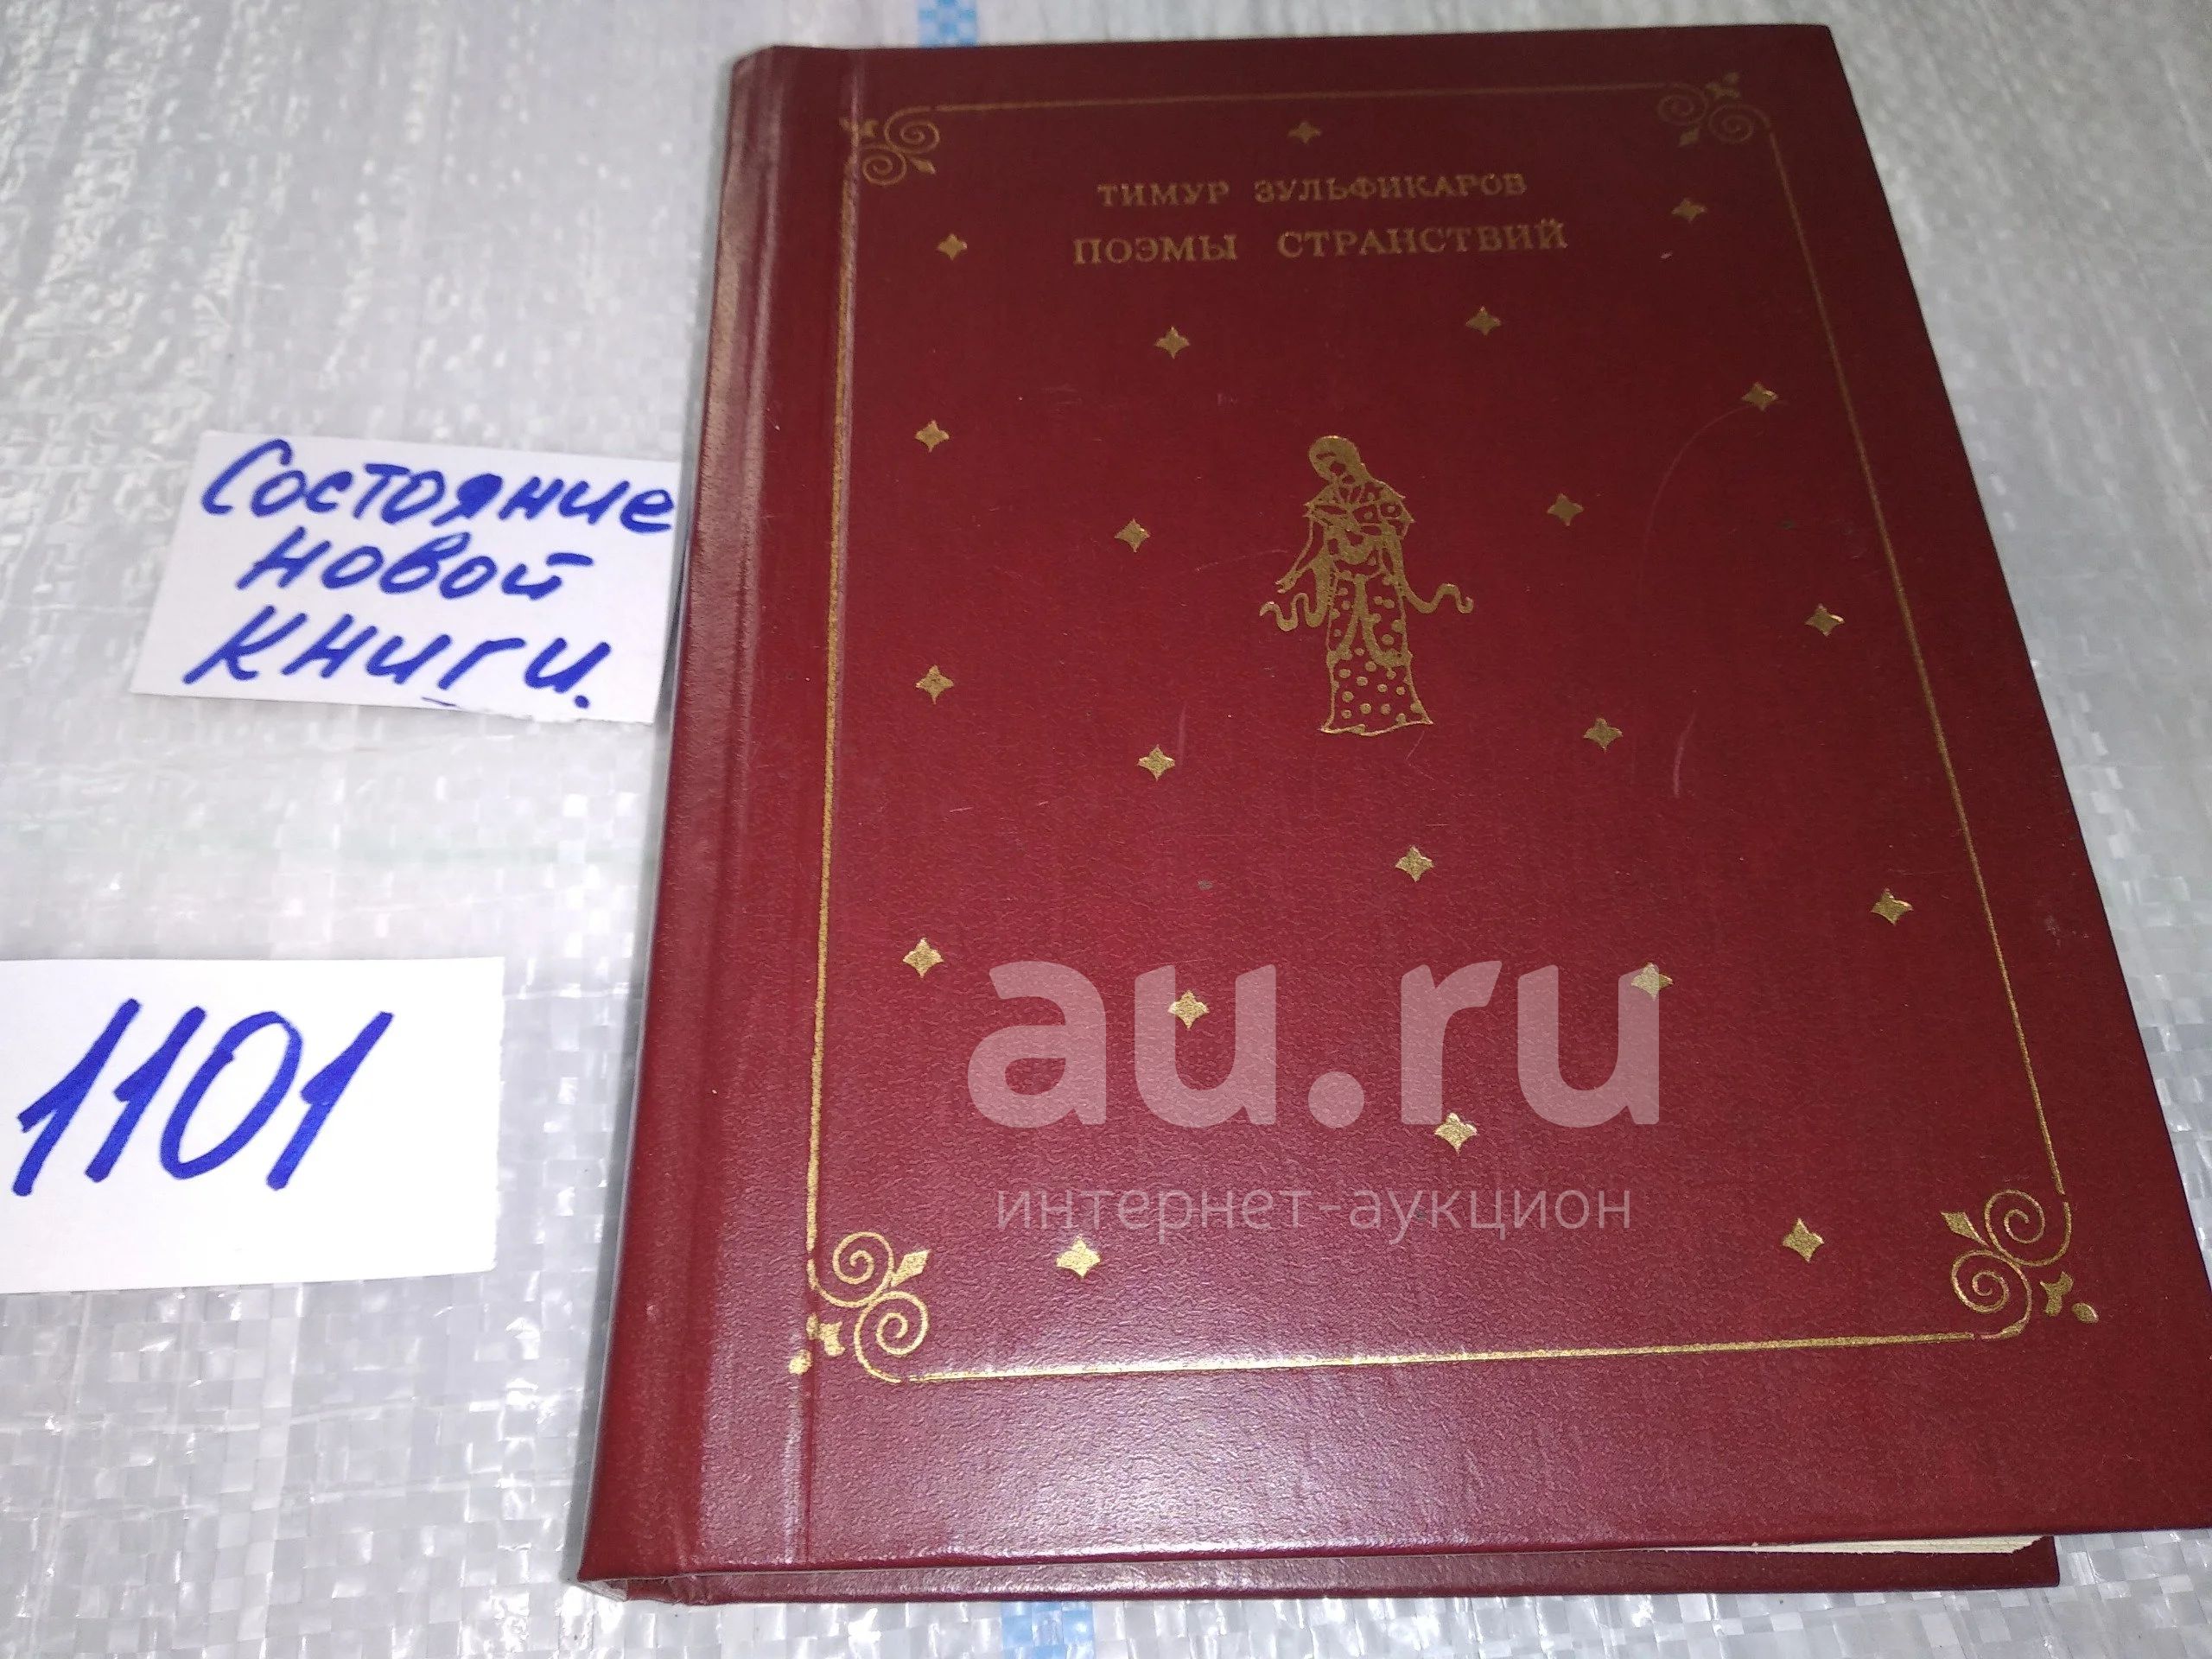 ТИМУР ЗУЛЬФИКАРОВ
ПОЭМЫ СТРАНСТВИЙ
Состояние
новой
книги.
1101
au.ru
интернет-аукцион